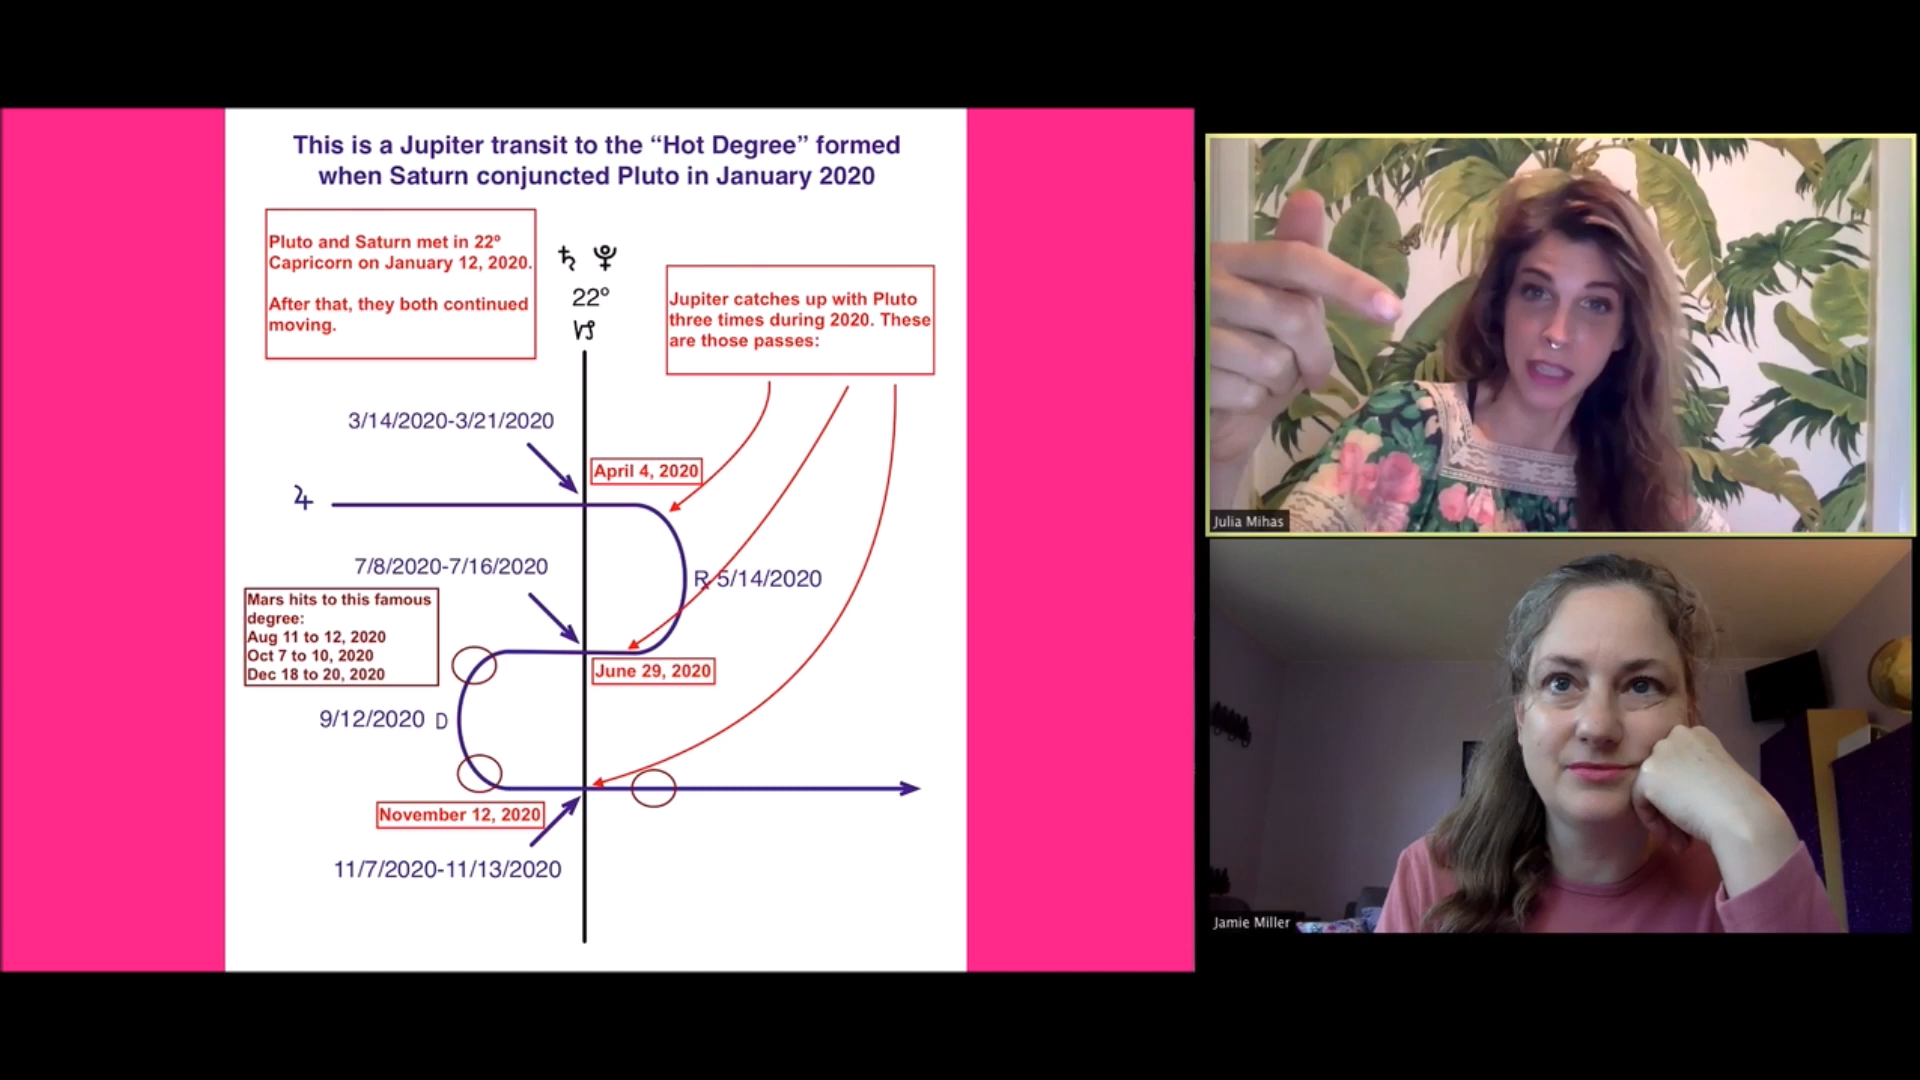 This is a Jupiter transit to the “Hot Degree” formed
when Saturn conjuncted Pluto in January 2020
Pluto and Saturn met in 22º
Capricorn on January 12, 2020.
After that, they both continued
moving.
♄ ♇
22º
♑
Jupiter catches up with Pluto
three times during 2020. These
are those passes:
3/14/2020-3/21/2020
April 4, 2020
♃
7/8/2020-7/16/2020
R 5/14/2020
Mars hits to this famous
degree:
Aug 11 to 12, 2020
Oct 7 to 10, 2020
Dec 18 to 20, 2020
June 29, 2020
9/12/2020 D
November 12, 2020
11/7/2020-11/13/2020
Julia Mihas
Jamie Miller